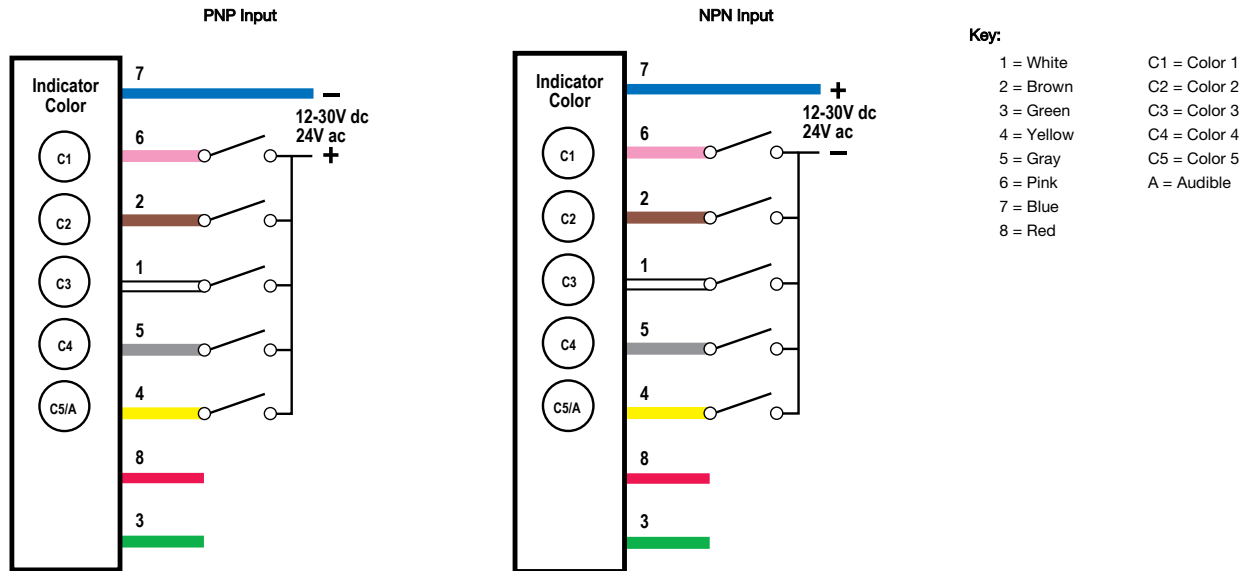 PNP Input
Indicator
Color
7
−
12-30V dc
24V ac
C1
6
+
C2
2
C3
1
C4
5
C5/A
4
8
3
NPN Input
Indicator
Color
7
+
12-30V dc
24V ac
C1
6
−
C2
2
C3
1
C4
5
C5/A
4
8
3
Key:
1 = White
2 = Brown
3 = Green
4 = Yellow
5 = Gray
6 = Pink
7 = Blue
8 = Red
C1 = Color 1
C2 = Color 2
C3 = Color 3
C4 = Color 4
C5 = Color 5
A = Audible